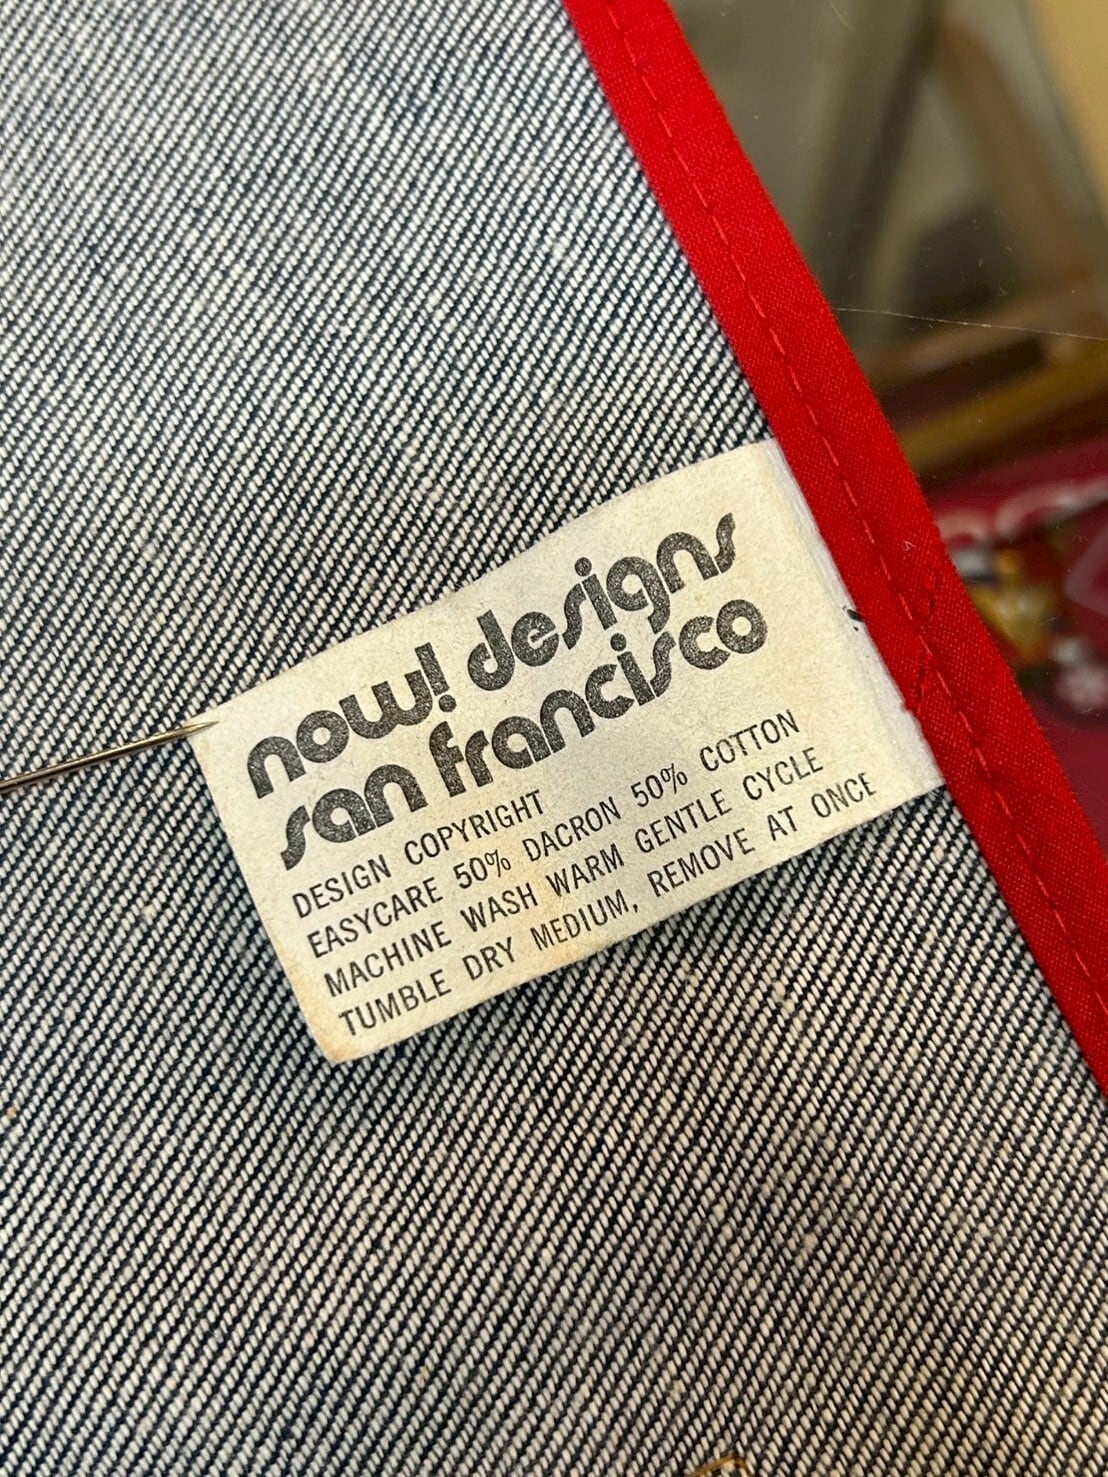 now! designs
san francisco
DESIGN COPYRIGHT
EASYCARE 50% DACRON 50% COTTON
MACHINE WASH WARM GENTLE CYCLE
TUMBLE DRY MEDIUM, REMOVE AT ONCE